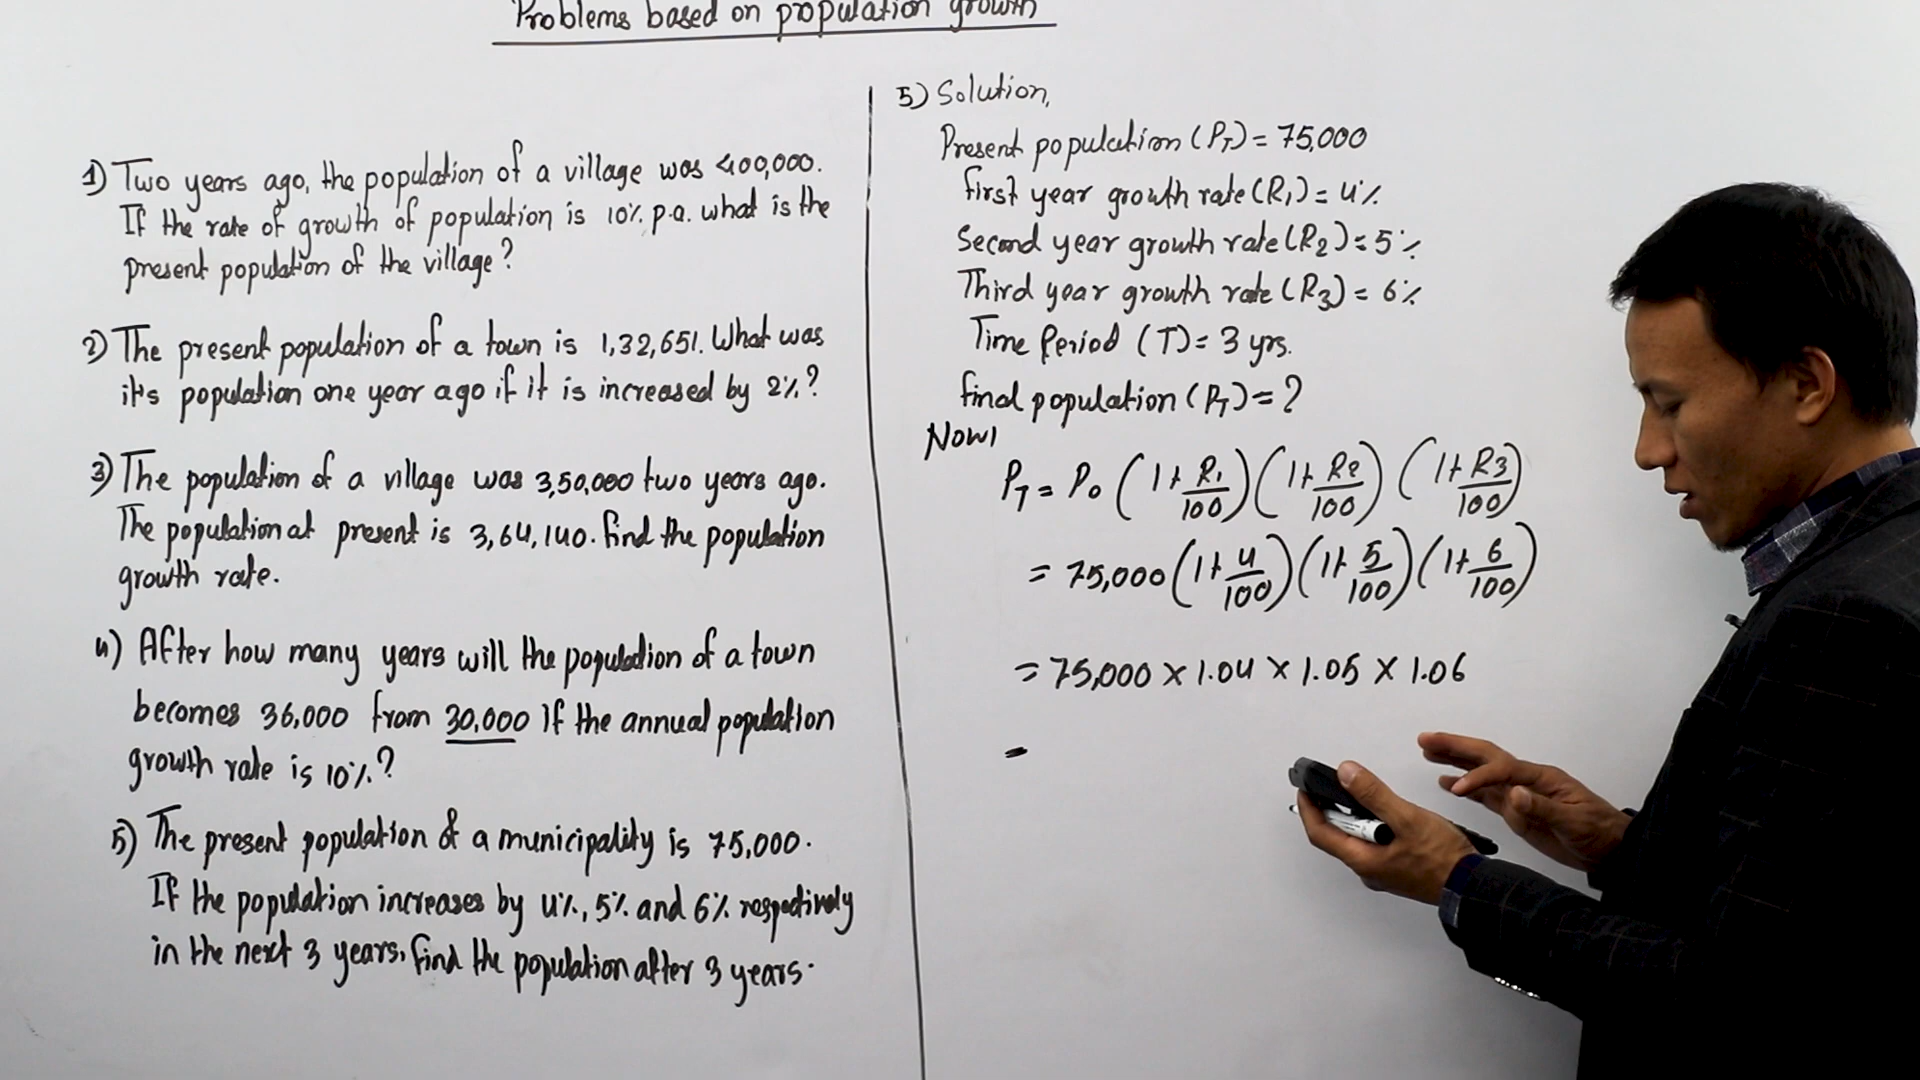 Problems based on population growth
1) Two years ago, the population of a village was 400,000.
If the rate of growth of population is 10% p.a. what is the
present population of the village?
2) The present population of a town is 1,32,651. What was
it's population one year ago if it is increased by 2%?
3) The population of a village was 3,50,000 two years ago.
The population at present is 3,64,140. find the population
growth rate.
4) After how many years will the population of a town
becomes 36,000 from 30,000 if the annual population
growth rate is 10%?
5) The present population of a municipality is 75,000.
If the population increases by 4%, 5% and 6% respectively
in the next 3 years, find the population after 3 years.
5) Solution,
Present population (P_T) = 75,000
first year growth rate (R1) = 4%
Second year growth rate (R2) = 5%
Third year growth rate (R3) = 6%
Time Period (T) = 3 yrs.
final population (P_T) = ?
Now,
P_T = P_0 (1+R1/100) (1+R2/100) (1+R3/100)
= 75,000 (1+4/100) (1+5/100) (1+6/100)
= 75,000 × 1.04 × 1.05 × 1.06
=